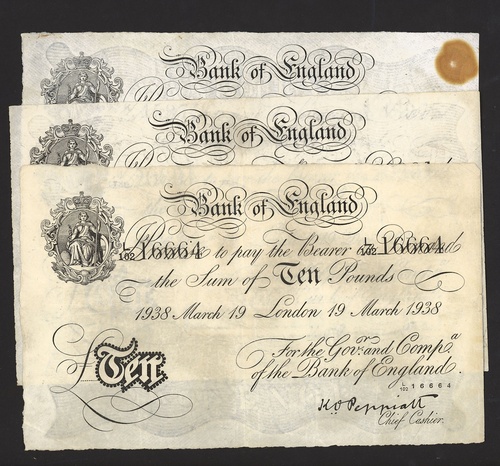 Bank of England
Bank of England
Bank of England
L/102 16664 to pay the Bearer L/102 16664
the Sum of Ten Pounds
1938 March 19 London 19 March 1938
£Ten
For the Govr. and Compa.
of the Bank of England.
L/102 16664
K.O. Peppiatt
Chief Cashier.